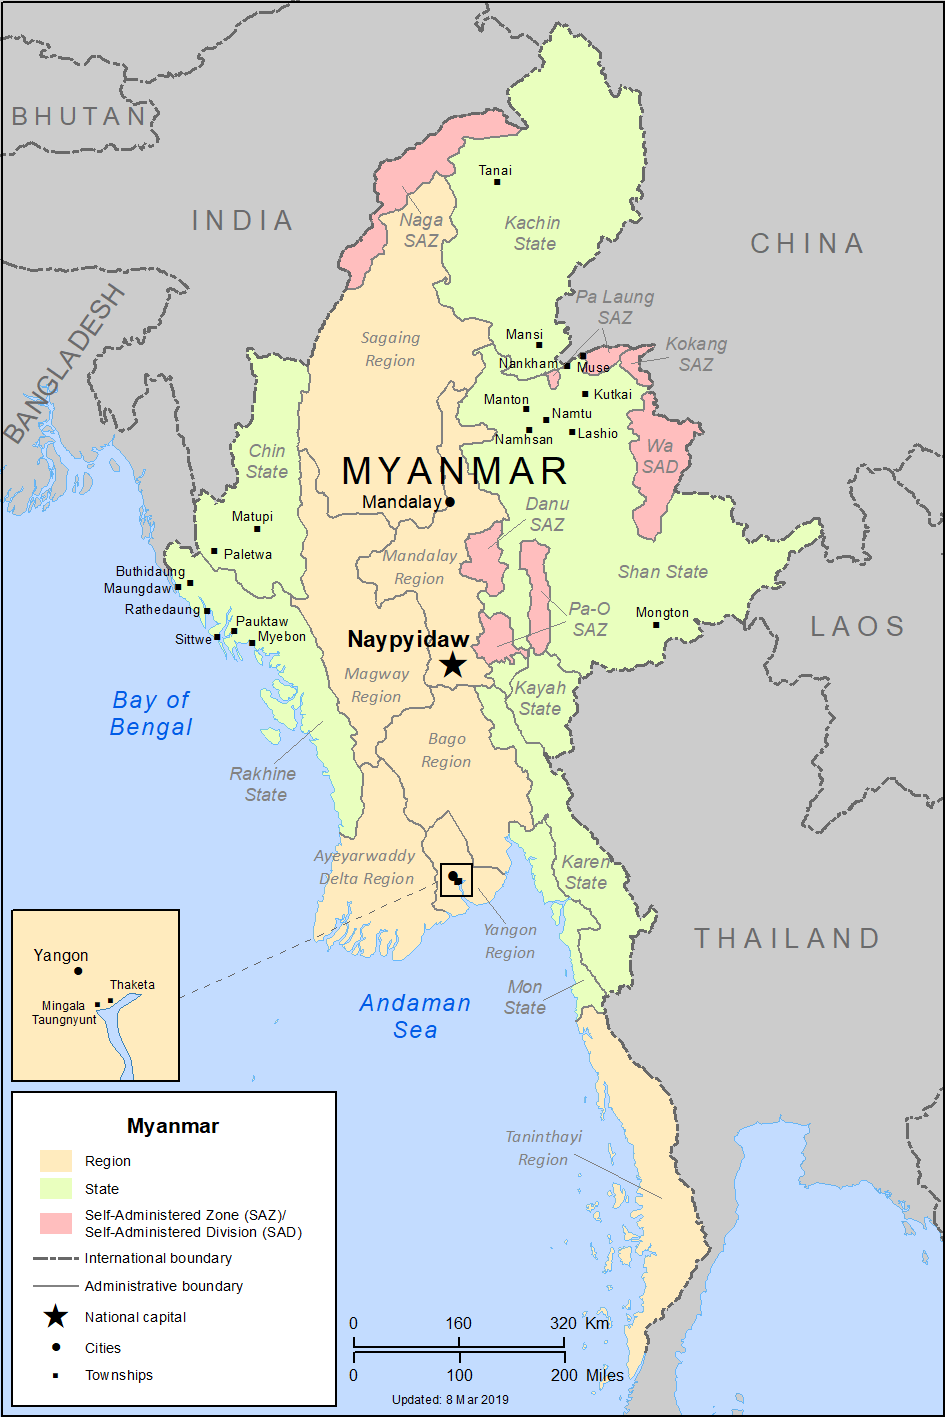 BHUTAN
INDIA
CHINA
BANGLADESH
Tanai
Naga
SAZ
Kachin
State
Pa Laung
SAZ
Sagaing
Region
Mansi
Nankham
Muse
Kokang
SAZ
Manton
Kutkai
Namtu
Namhsan
Lashio
Chin
State
Wa
SAD
MYANMAR
Mandalay
Danu
SAZ
Matupi
Paletwa
Mandalay
Region
Shan State
Buthidaung
Maungdaw
Rathedaung
Pauktaw
Sittwe
Myebon
Pa-O
SAZ
Mongton
LAOS
Naypyidaw
Magway
Region
Kayah
State
Bay of
Bengal
Bago
Region
Rakhine
State
Ayeyarwaddy
Delta Region
Karen
State
Yangon
Region
THAILAND
Mon
State
Andaman
Sea
Yangon
Thaketa
Mingala
Taungnyunt
Taninthayi
Region
Myanmar
Region
State
Self-Administered Zone (SAZ)/
Self-Administered Division (SAD)
International boundary
Administrative boundary
National capital
Cities
Townships
0 160 320 Km
0 100 200 Miles
Updated: 8 Mar 2019